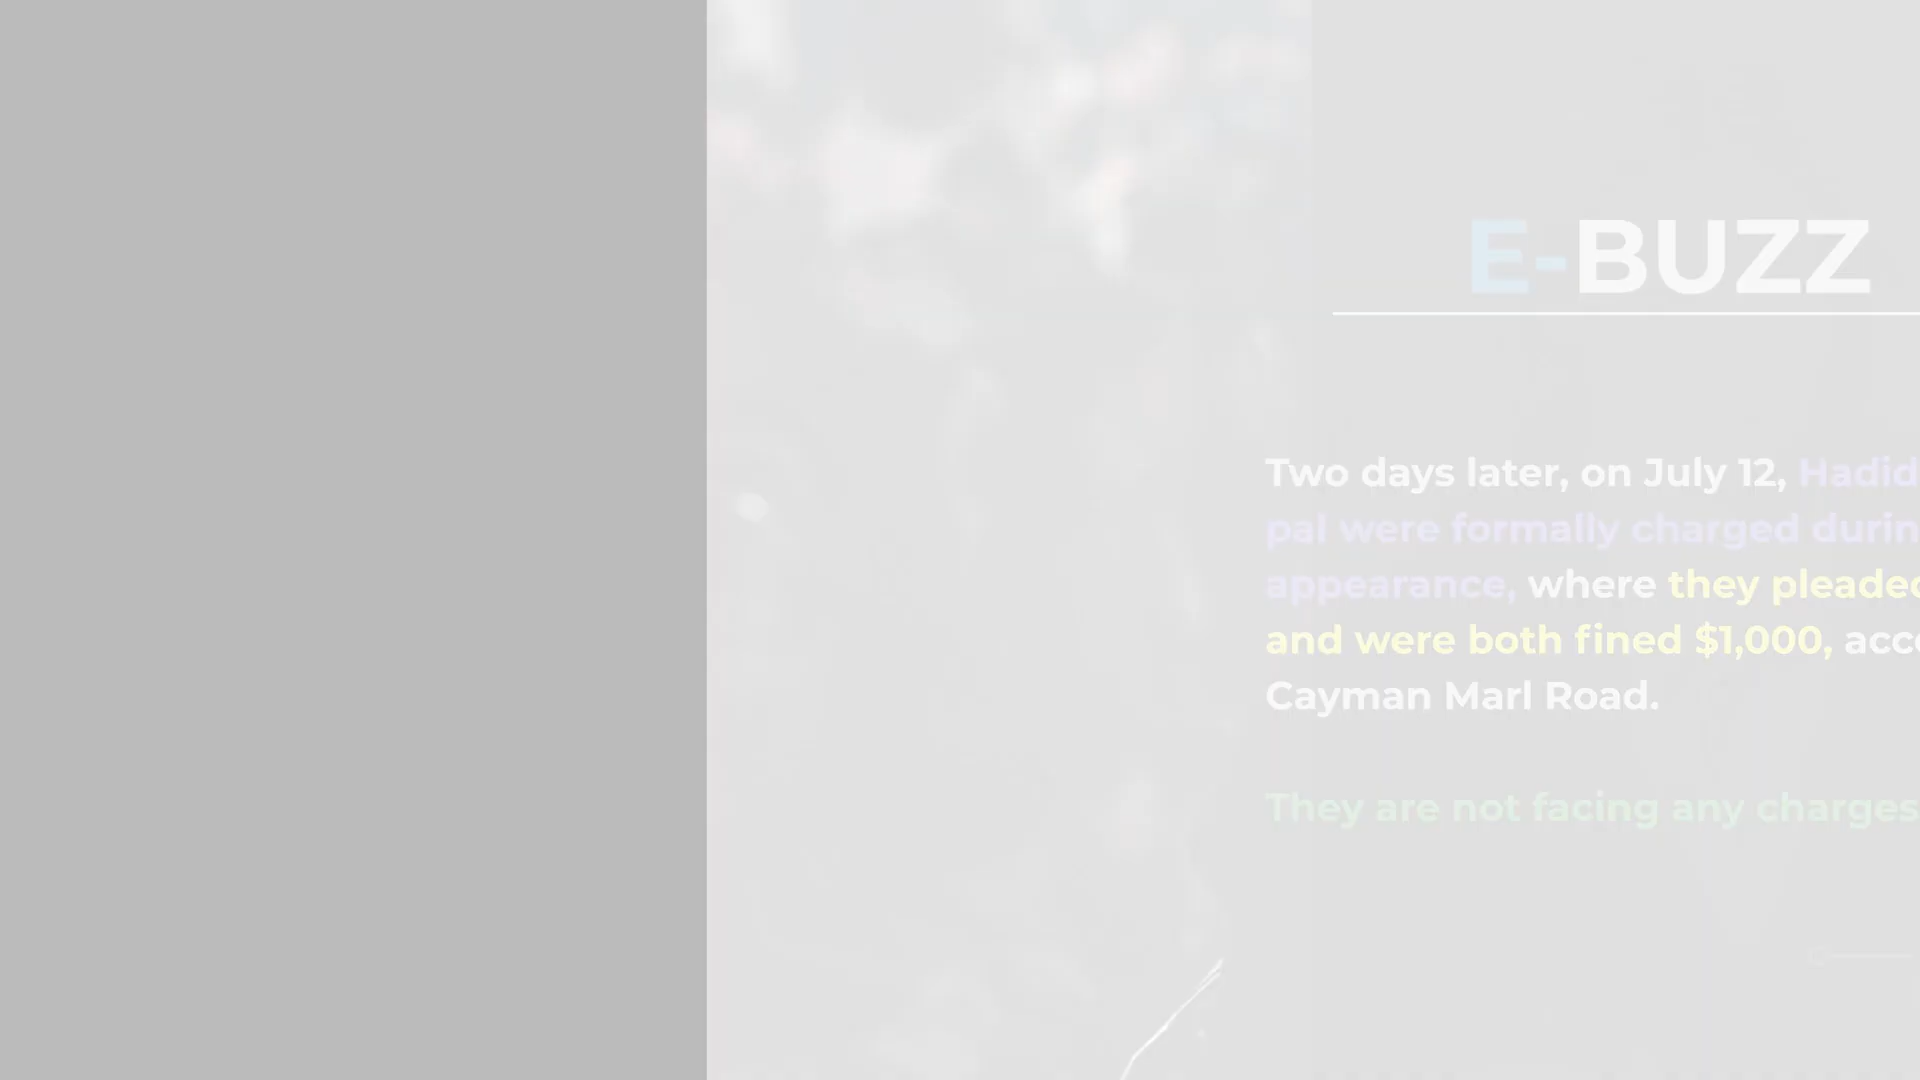 E-BUZZ
Two days later, on July 12, Hadid
pal were formally charged durin
appearance, where they pleaded
and were both fined $1,000, acco
Cayman Marl Road.
They are not facing any charges